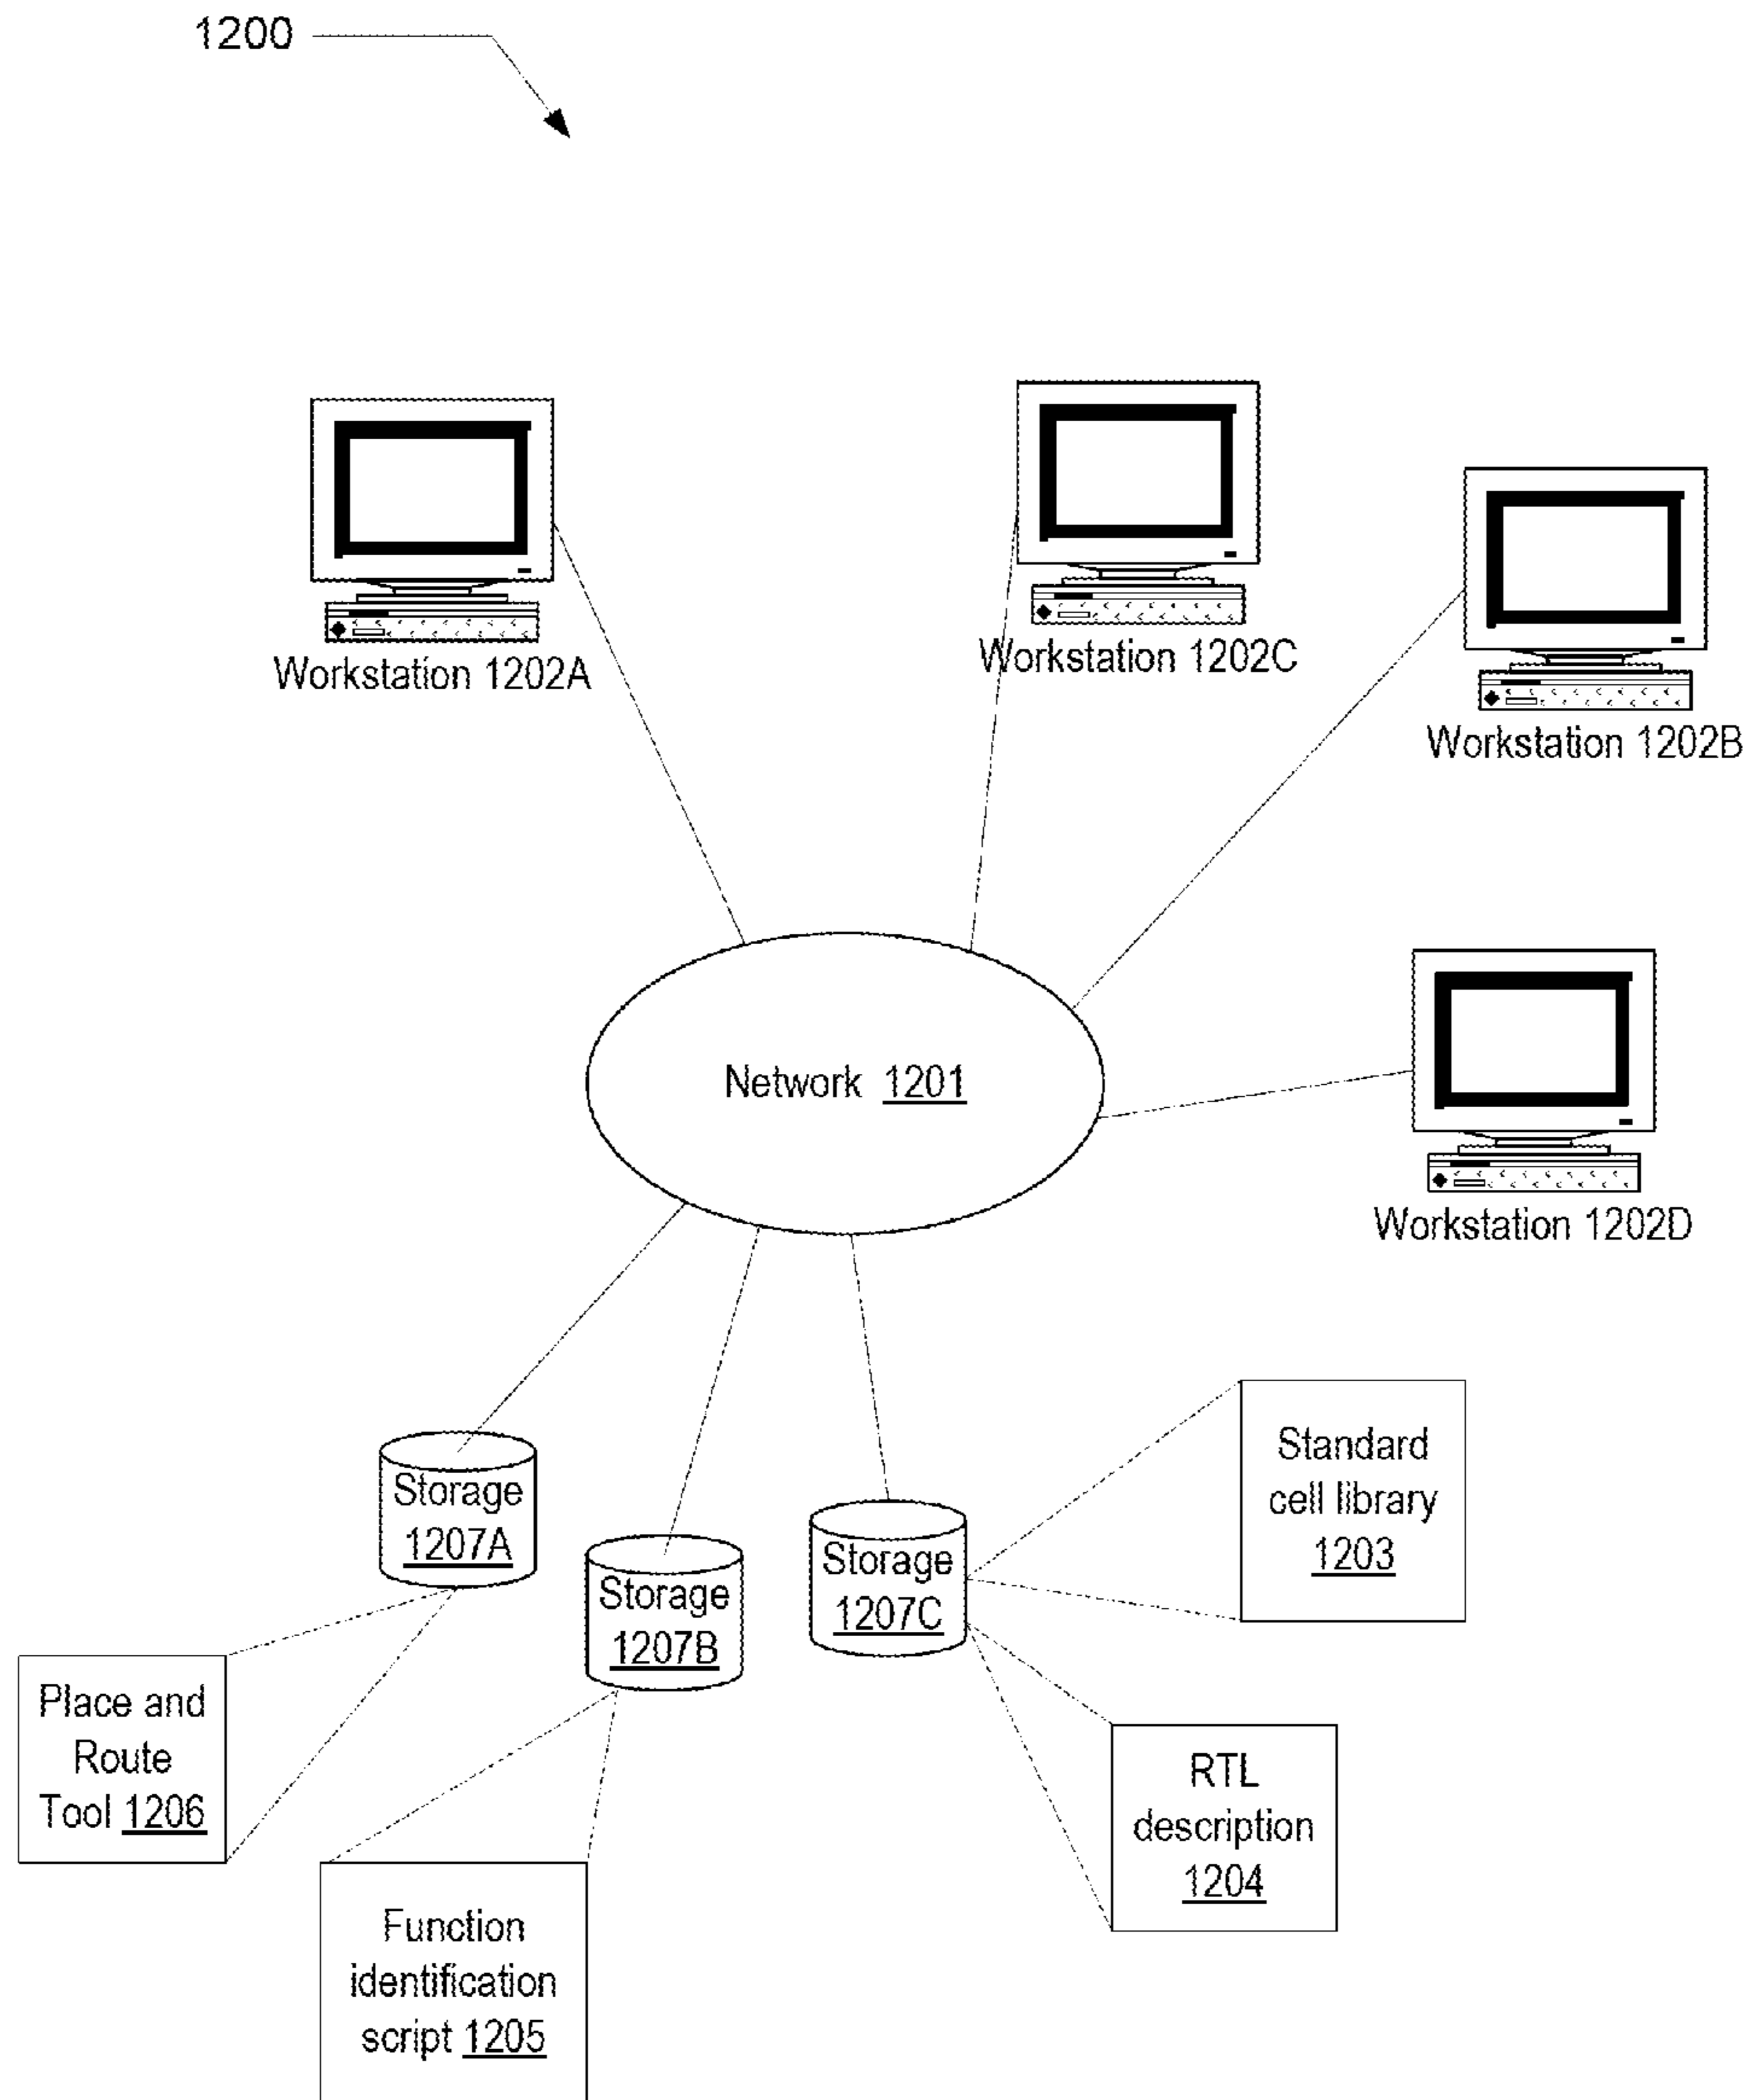 1200
Workstation 1202A
Workstation 1202C
Workstation 1202B
Network 1201
Workstation 1202D
Storage
1207A
Storage
1207B
Storage
1207C
Standard
cell library
1203
Place and
Route
Tool 1206
RTL
description
1204
Function
identification
script 1205